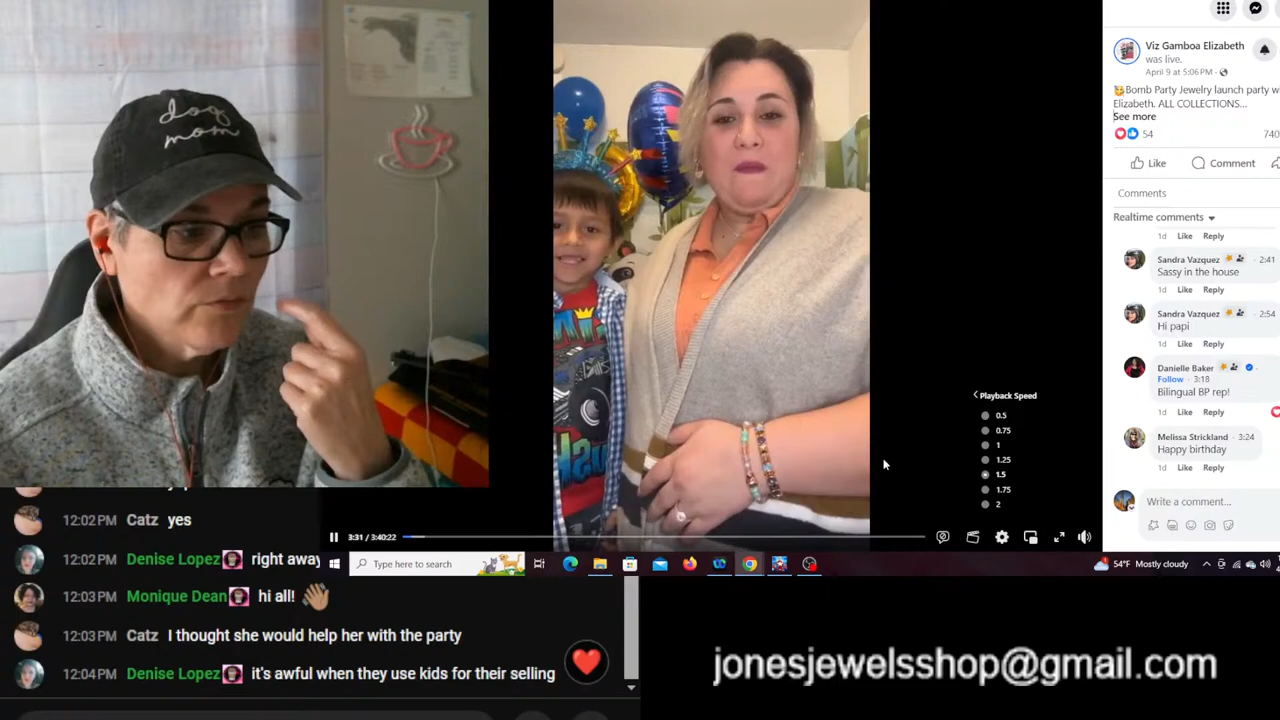 dog
mom
Viz Gamboa Elizabeth
was live.
April 9 at 5:06 PM
Bomb Party Jewelry launch party w
Elizabeth. ALL COLLECTIONS...
See more
54
740
Like
Comment
Comments
Realtime comments
1d Like Reply
Sandra Vazquez 2:41
Sassy in the house
1d Like Reply
Sandra Vazquez 2:54
Hi papi
1d Like Reply
Danielle Baker
Follow · 3:18
Bilingual BP rep!
1d Like Reply
Melissa Strickland · 3:24
Happy birthday
1d Like Reply
Write a comment...
Playback Speed
0.5
0.75
1
1.25
1.5
1.75
2
3:31 / 3:40:22
Type here to search
54°F Mostly cloudy
12:02 PM Catz yes
12:02 PM Denise Lopez right away
12:03 PM Monique Dean hi all!
12:03 PM Catz I thought she would help her with the party
12:04 PM Denise Lopez it's awful when they use kids for their selling
jonesjewelsshop@gmail.com